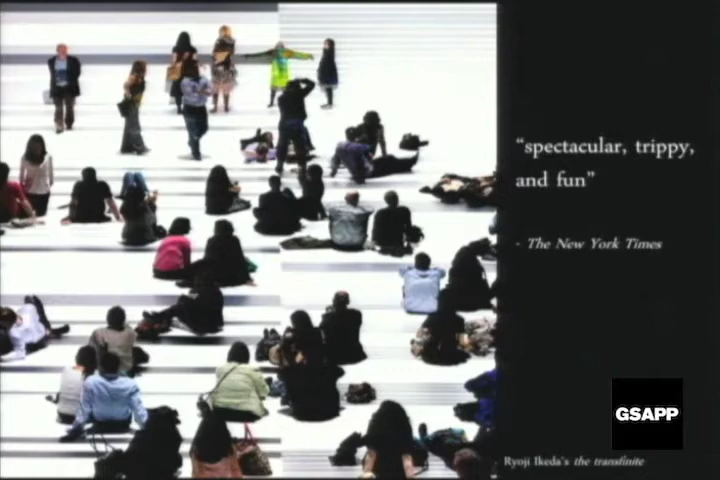 “spectacular, trippy,
and fun”
- The New York Times
GSAPP
Ryoji Ikeda's the transfinite